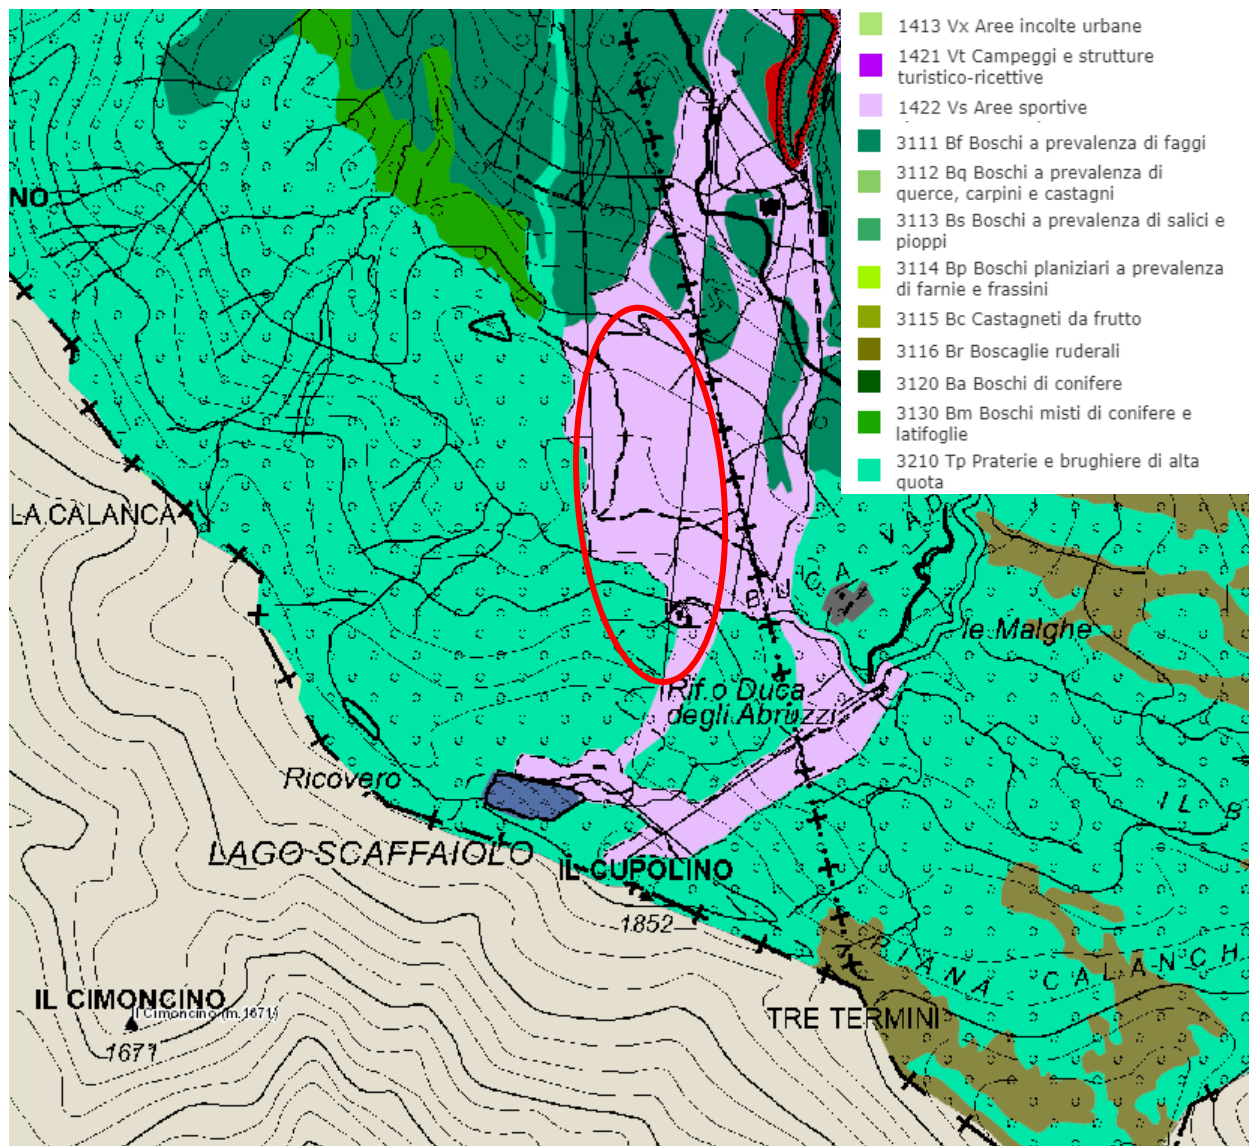 1413 Vx Aree incolte urbane
1421 Vt Campeggi e strutture
turistico-ricettive
1422 Vs Aree sportive
3111 Bf Boschi a prevalenza di faggi
3112 Bq Boschi a prevalenza di
querce, carpini e castagni
3113 Bs Boschi a prevalenza di salici e
pioppi
3114 Bp Boschi planiziari a prevalenza
di farnie e frassini
3115 Bc Castagneti da frutto
3116 Br Boscaglie ruderali
3120 Ba Boschi di conifere
3130 Bm Boschi misti di conifere e
latifoglie
3210 Tp Praterie e brughiere di alta
quota
NO
LA CALANCA
BUCA VAD
le Malghe
Rif.o Duca
degli Abruzzi
Ricovero
IL B
LAGO SCAFFAIOLO
IL CUPOLINO
1852
PIANA CALANCH
IL CIMONCINO
Il Cimoncino (m.1671)
1671
TRE TERMINI